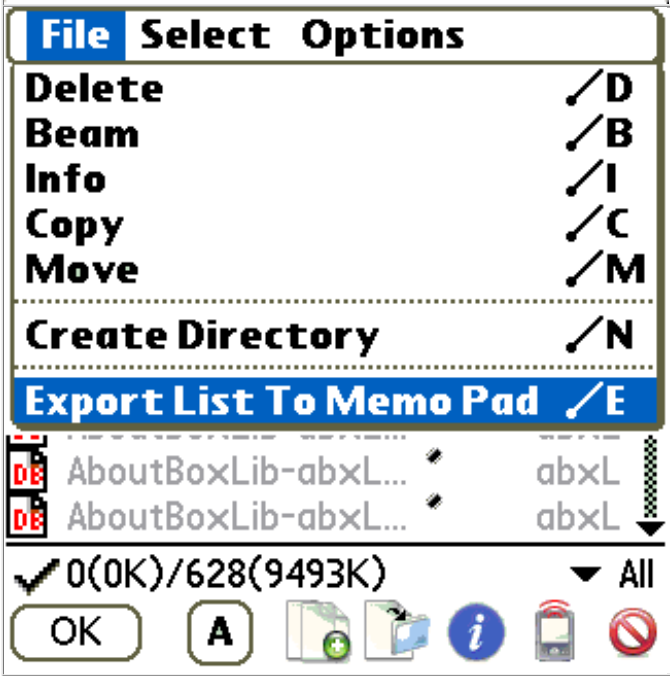 File Select Options
Delete /D
Beam /B
Info /I
Copy /C
Move /M
Create Directory /N
Export List To Memo Pad /E
DB AboutBoxLib-abxL... abxL
DB AboutBoxLib-abxL... abxL
0(0K)/628(9493K) All
OK A i